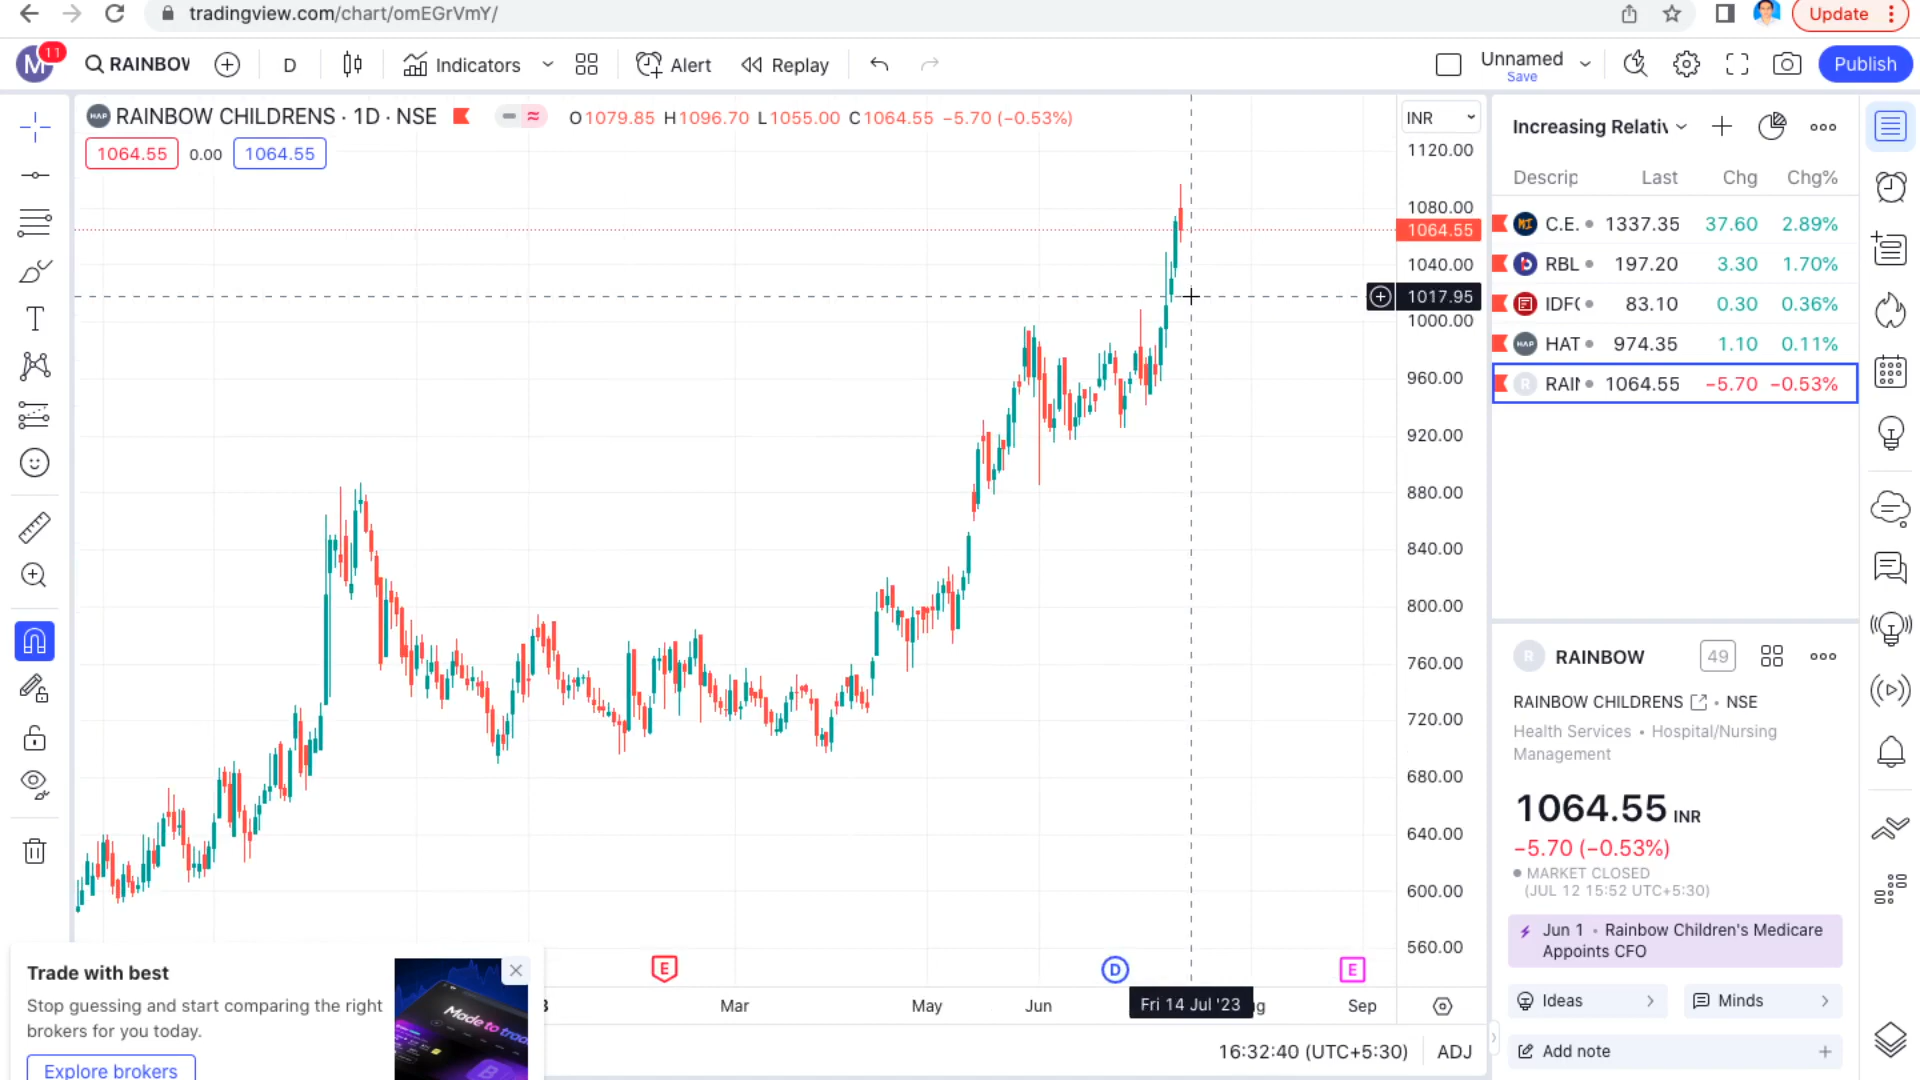 tradingview.com/chart/omEGrVmY/
Update
M
11
RAINBOW
D
Indicators
Alert
Replay
Unnamed
Save
Publish
HAP
RAINBOW CHILDRENS · 1D · NSE
O1079.85 H1096.70 L1055.00 C1064.55 −5.70 (−0.53%)
1064.55
0.00
1064.55
INR
1120.00
1080.00
1064.55
1040.00
1017.95
1000.00
960.00
920.00
880.00
840.00
800.00
760.00
720.00
680.00
640.00
600.00
560.00
E
D
E
Mar
May
Jun
Fri 14 Jul '23
Sep
16:32:40 (UTC+5:30)
ADJ
Increasing Relativ
Descrip Last Chg Chg%
C.E. 1337.35 37.60 2.89%
RBL 197.20 3.30 1.70%
IDFC 83.10 0.30 0.36%
HAP HAT 974.35 1.10 0.11%
R RAIN 1064.55 −5.70 −0.53%
R
RAINBOW
49
RAINBOW CHILDRENS • NSE
Health Services • Hospital/Nursing
Management
1064.55 INR
−5.70 (−0.53%)
MARKET CLOSED
(JUL 12 15:52 UTC+5:30)
Jun 1 • Rainbow Children's Medicare
Appoints CFO
Ideas
Minds
Add note
Trade with best
Stop guessing and start comparing the right
brokers for you today.
Explore brokers
Made to trad